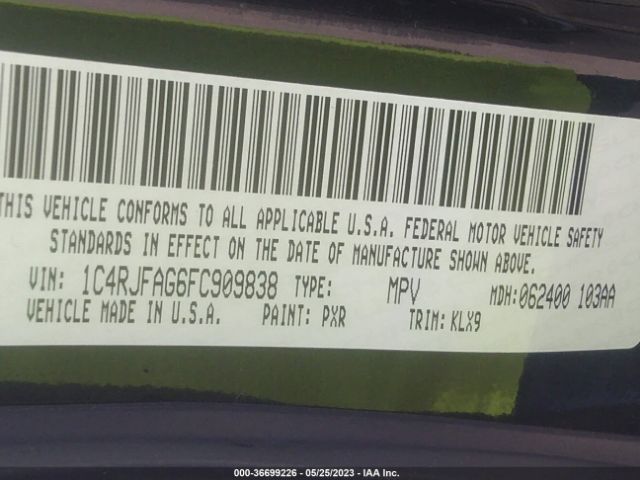 THIS VEHICLE CONFORMS TO ALL APPLICABLE U.S.A. FEDERAL MOTOR VEHICLE SAFETY
STANDARDS IN EFFECT ON THE DATE OF MANUFACTURE SHOWN ABOVE.
VIN: 1C4RJFAG6FC909838 TYPE: MPV MDH:062400 103AA
VEHICLE MADE IN U.S.A. PAINT: PXR TRIM: KLX9
000-36699226 - 05/25/2023 - IAA Inc.